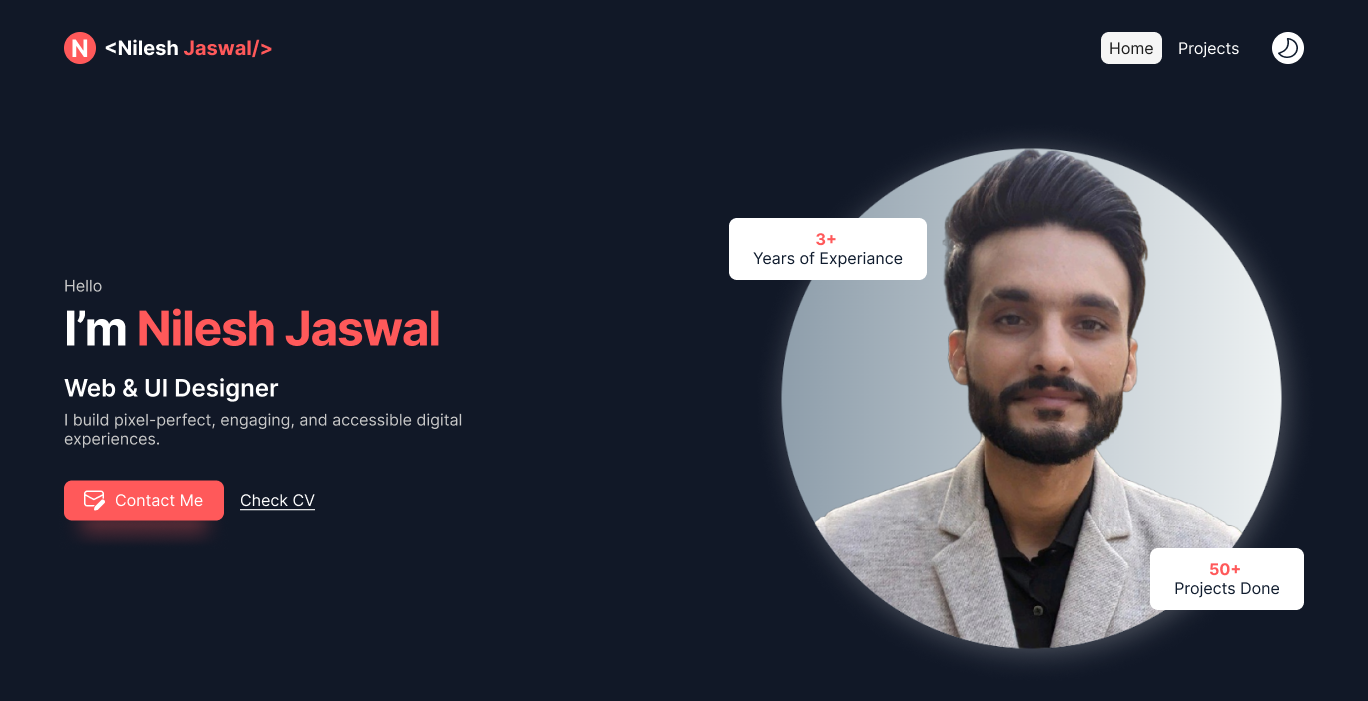 N <Nilesh Jaswal/>
Home Projects
3+
Years of Experiance
Hello
I’m Nilesh Jaswal
Web & UI Designer
I build pixel-perfect, engaging, and accessible digital
experiences.
Contact Me Check CV
50+
Projects Done